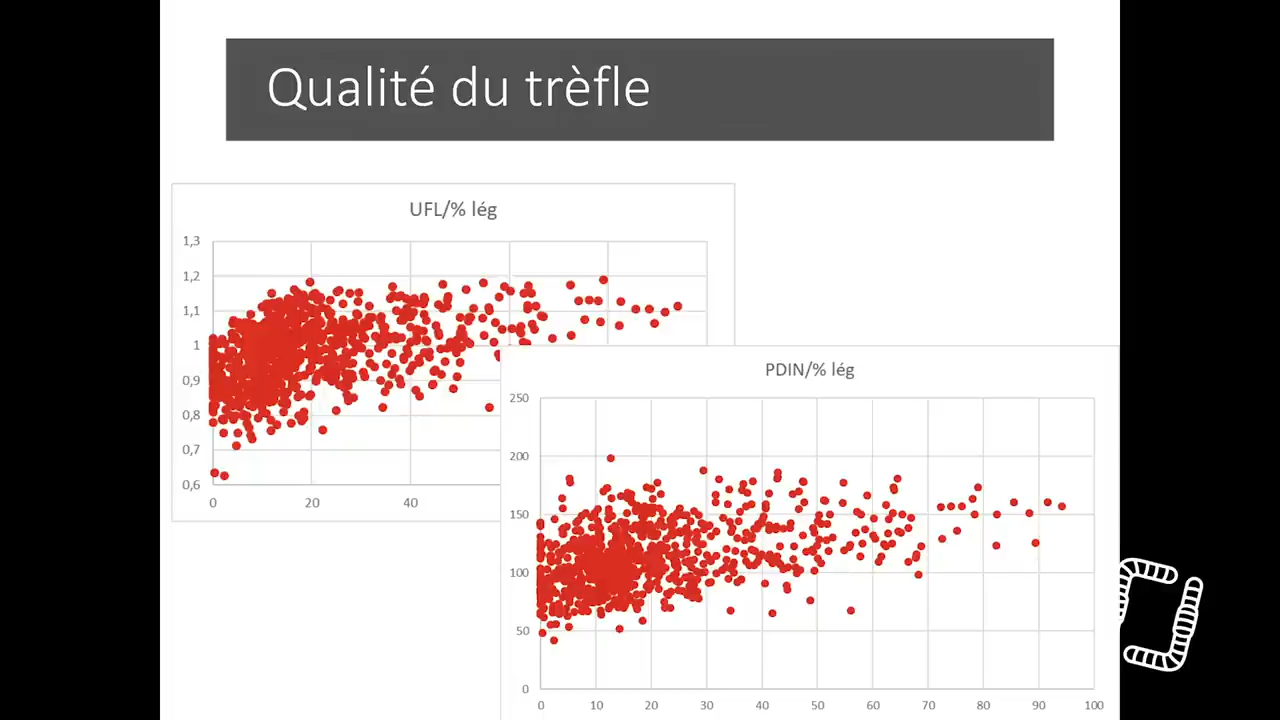 Qualité du trèfle
UFL/% lég
1,3
1,2
1,1
1
0,9
0,8
0,7
0,6
0 20 40
PDIN/% lég
250
200
150
100
50
0
0 10 20 30 40 50 60 70 80 90 100